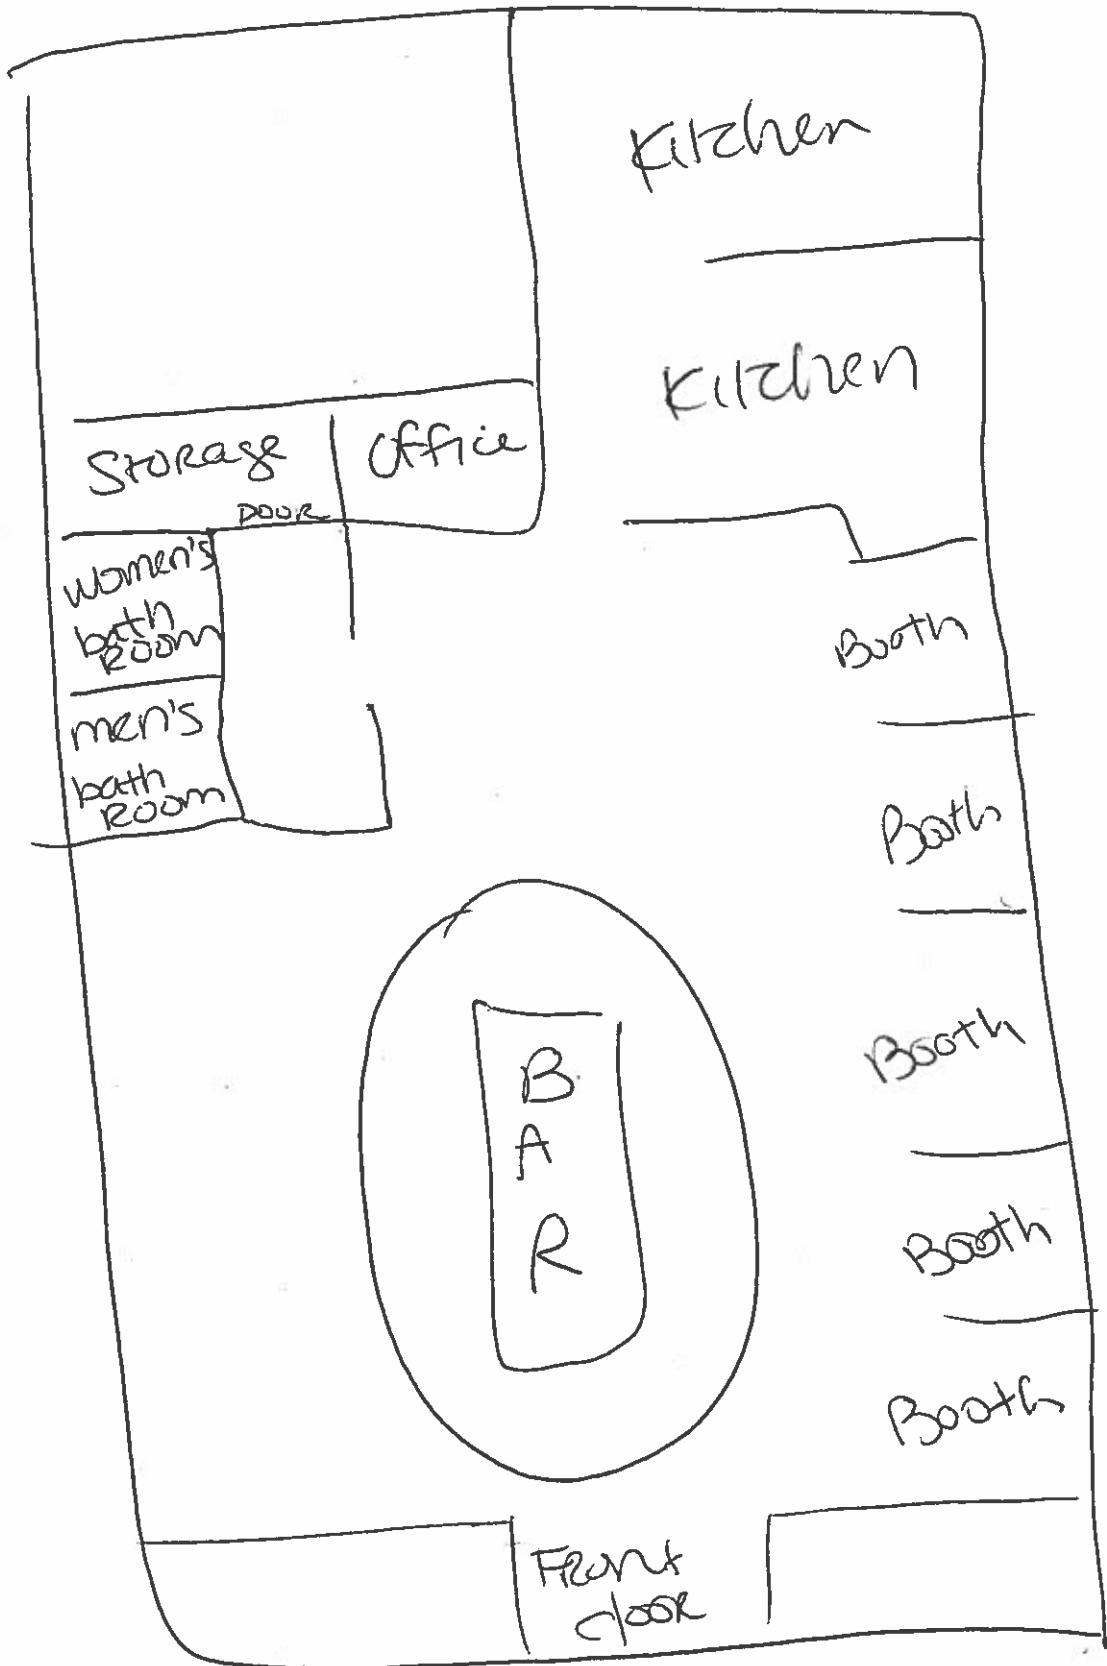 Kitchen
Kitchen
Storage
Office
DOOR
women's
bath
Room
men's
bath
Room
Booth
Booth
Booth
Booth
Booth
B
A
R
Front
door